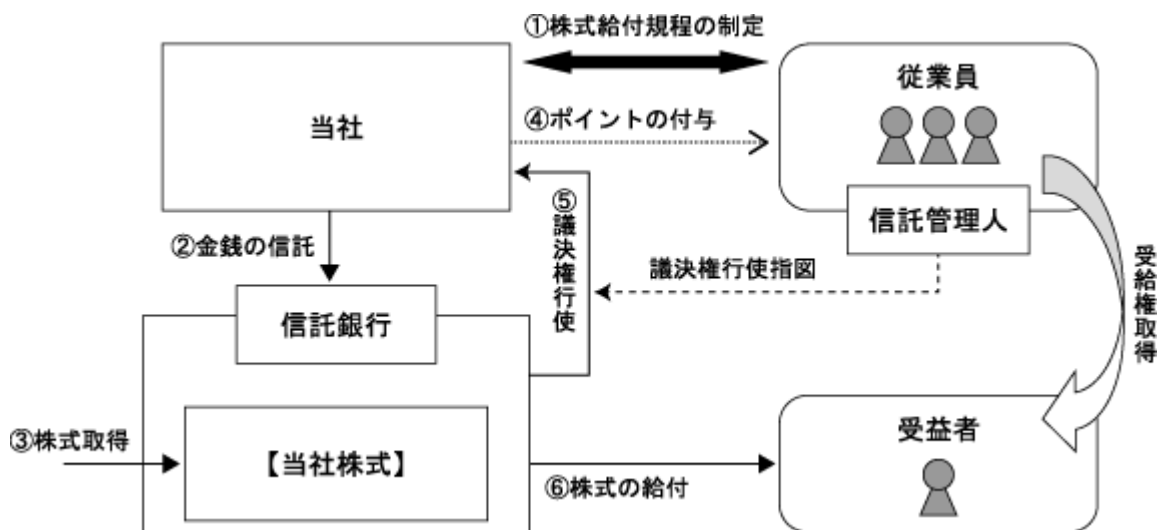 ①株式給付規程の制定
当社
従業員
④ポイントの付与
⑤議決権行使
信託管理人
②金銭の信託
議決権行使指図
受給権取得
信託銀行
③株式取得
【当社株式】
受益者
⑥株式の給付